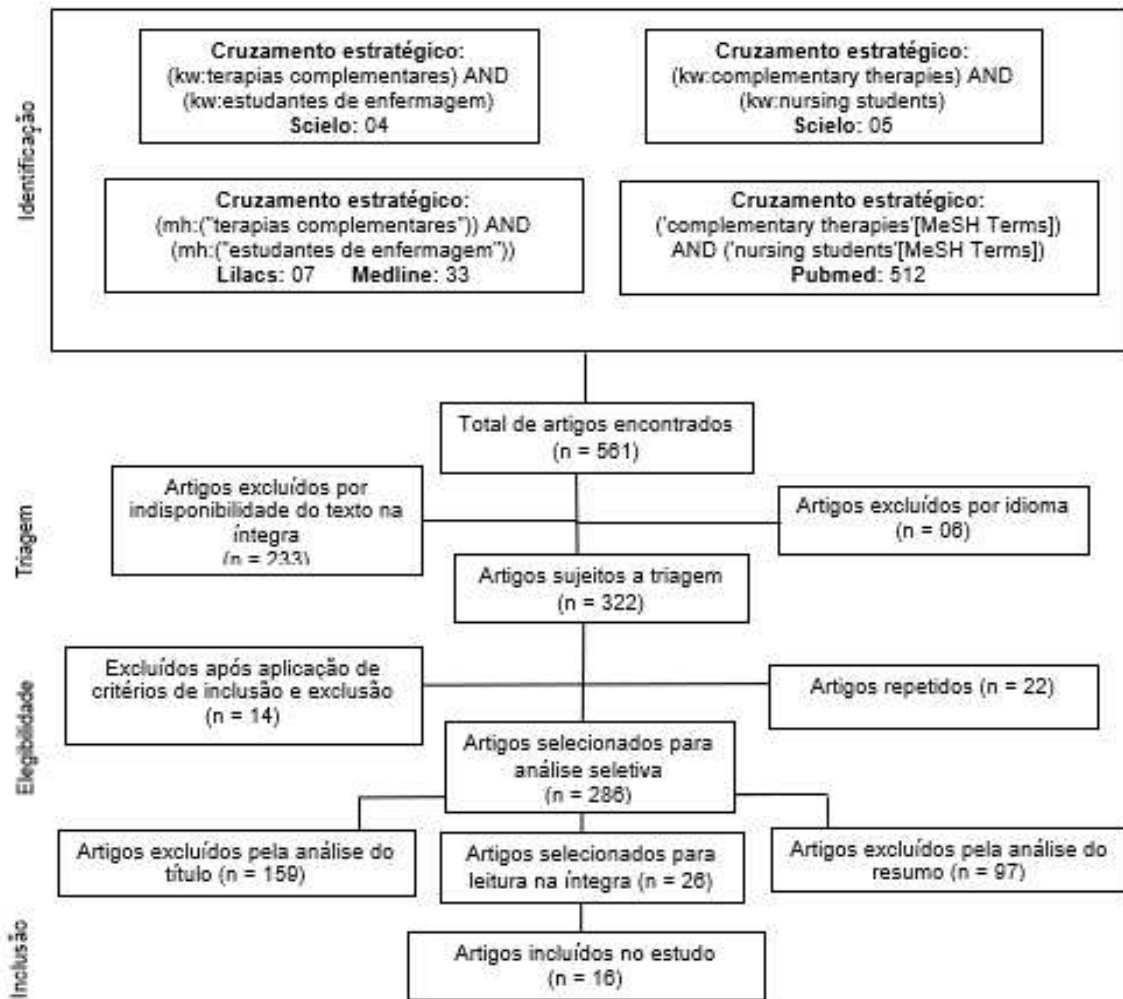 Identificação
Cruzamento estratégico:
(kw:terapias complementares) AND
(kw:estudantes de enfermagem)
Scielo: 04
Cruzamento estratégico:
(kw:complementary therapies) AND
(kw:nursing students)
Scielo: 05
Cruzamento estratégico:
(mh:("terapias complementares")) AND
(mh:("estudantes de enfermagem"))
Lilacs: 07 Medline: 33
Cruzamento estratégico:
('complementary therapies'[MeSH Terms])
AND ('nursing students'[MeSH Terms])
Pubmed: 512
Total de artigos encontrados
(n = 561)
Triagem
Artigos excluídos por
indisponibilidade do texto na
íntegra
(n = 233)
Artigos excluídos por idioma
(n = 06)
Artigos sujeitos a triagem
(n = 322)
Elegibilidade
Excluídos após aplicação de
critérios de inclusão e exclusão
(n = 14)
Artigos repetidos (n = 22)
Artigos selecionados para
análise seletiva
(n = 286)
Artigos excluídos pela análise do
título (n = 159)
Artigos selecionados para
leitura na íntegra (n = 26)
Artigos excluídos pela análise do
resumo (n = 97)
Inclusão
Artigos incluídos no estudo
(n = 16)